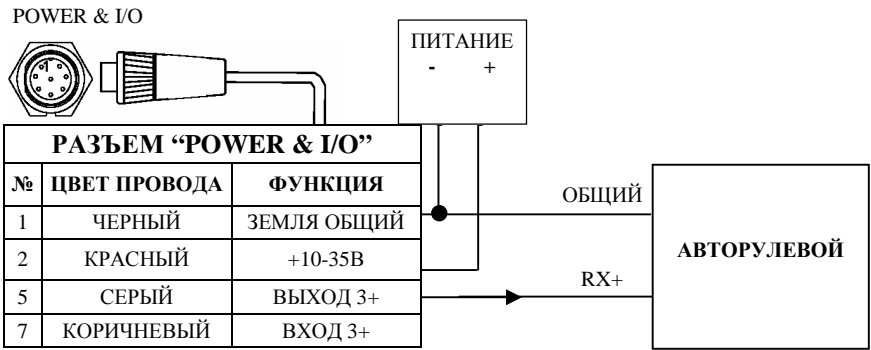 POWER & I/O
ПИТАНИЕ
- +
РАЗЪЕМ “POWER & I/O”
№ ЦВЕТ ПРОВОДА ФУНКЦИЯ
1 ЧЕРНЫЙ ЗЕМЛЯ ОБЩИЙ
2 КРАСНЫЙ +10-35В
5 СЕРЫЙ ВЫХОД 3+
7 КОРИЧНЕВЫЙ ВХОД 3+
ОБЩИЙ
RX+
АВТОРУЛЕВОЙ